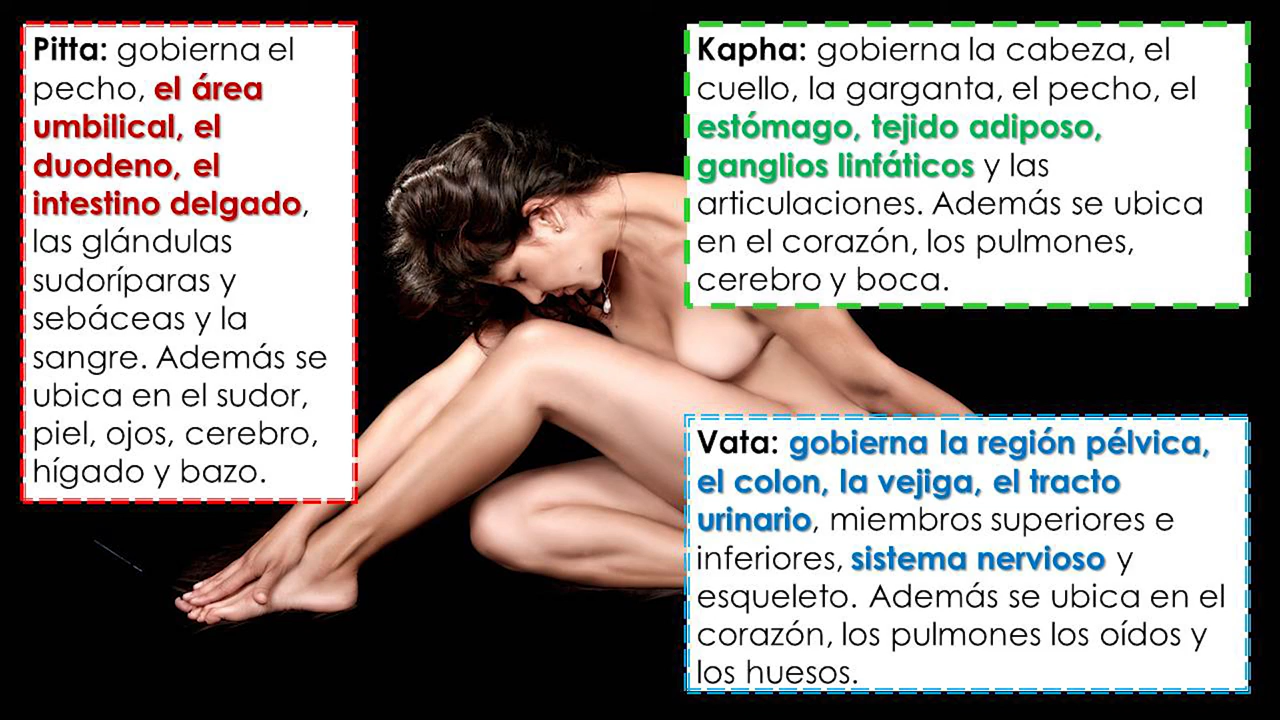 Pitta: gobierna el
pecho, el área
umbilical, el
duodeno, el
intestino delgado,
las glándulas
sudoríparas y
sebáceas y la
sangre. Además se
ubica en el sudor,
piel, ojos, cerebro,
hígado y bazo.
Kapha: gobierna la cabeza, el
cuello, la garganta, el pecho, el
estómago, tejido adiposo,
ganglios linfáticos y las
articulaciones. Además se ubica
en el corazón, los pulmones,
cerebro y boca.
Vata: gobierna la región pélvica,
el colon, la vejiga, el tracto
urinario, miembros superiores e
inferiores, sistema nervioso y
esqueleto. Además se ubica en el
corazón, los pulmones los oídos y
los huesos.